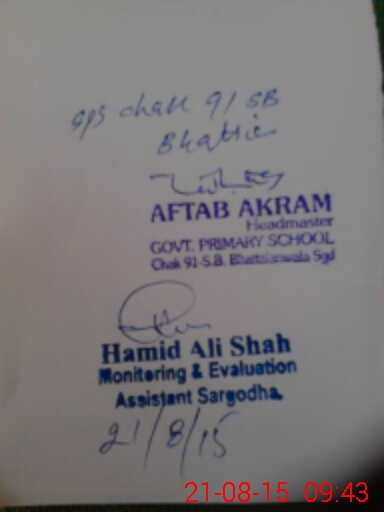 GPS chak 91 SB
Bhattie
AFTAB AKRAM
Headmaster
GOVT. PRIMARY SCHOOL
Chak 91-S.B. Bhattianwala Sgd
Hamid Ali Shah
Monitoring & Evaluation
Assistant Sargodha.
21/8/15
21-08-15 09:43